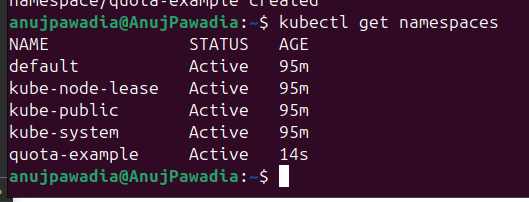 namespace/quota-example created
anujpawadia@AnujPawadia:~$ kubectl get namespaces
NAME STATUS AGE
default Active 95m
kube-node-lease Active 95m
kube-public Active 95m
kube-system Active 95m
quota-example Active 14s
anujpawadia@AnujPawadia:~$